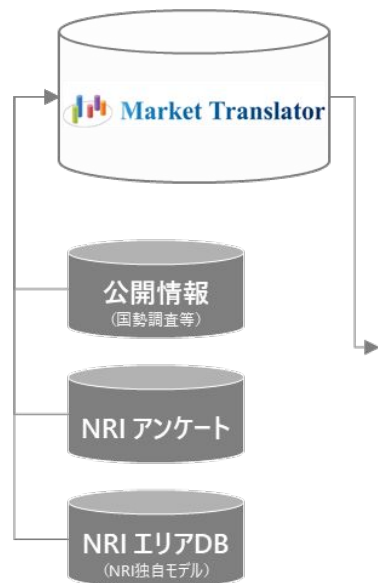 Market Translator
公開情報
(国勢調査等)
NRI アンケート
NRI エリアDB
(NRI独自モデル)